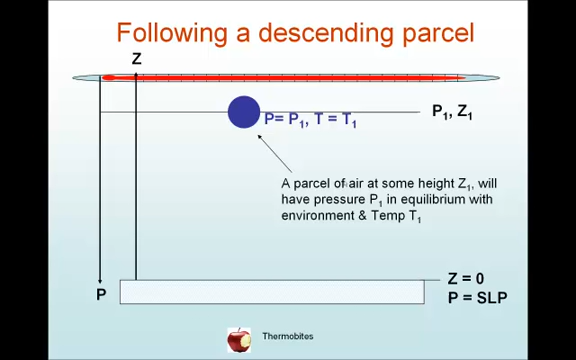 Following a descending parcel
Z
P= P₁, T = T₁
P₁, Z₁
A parcel of air at some height Z₁, will
have pressure P₁ in equilibrium with
environment & Temp T₁
Z = 0
P
P = SLP
Thermobites